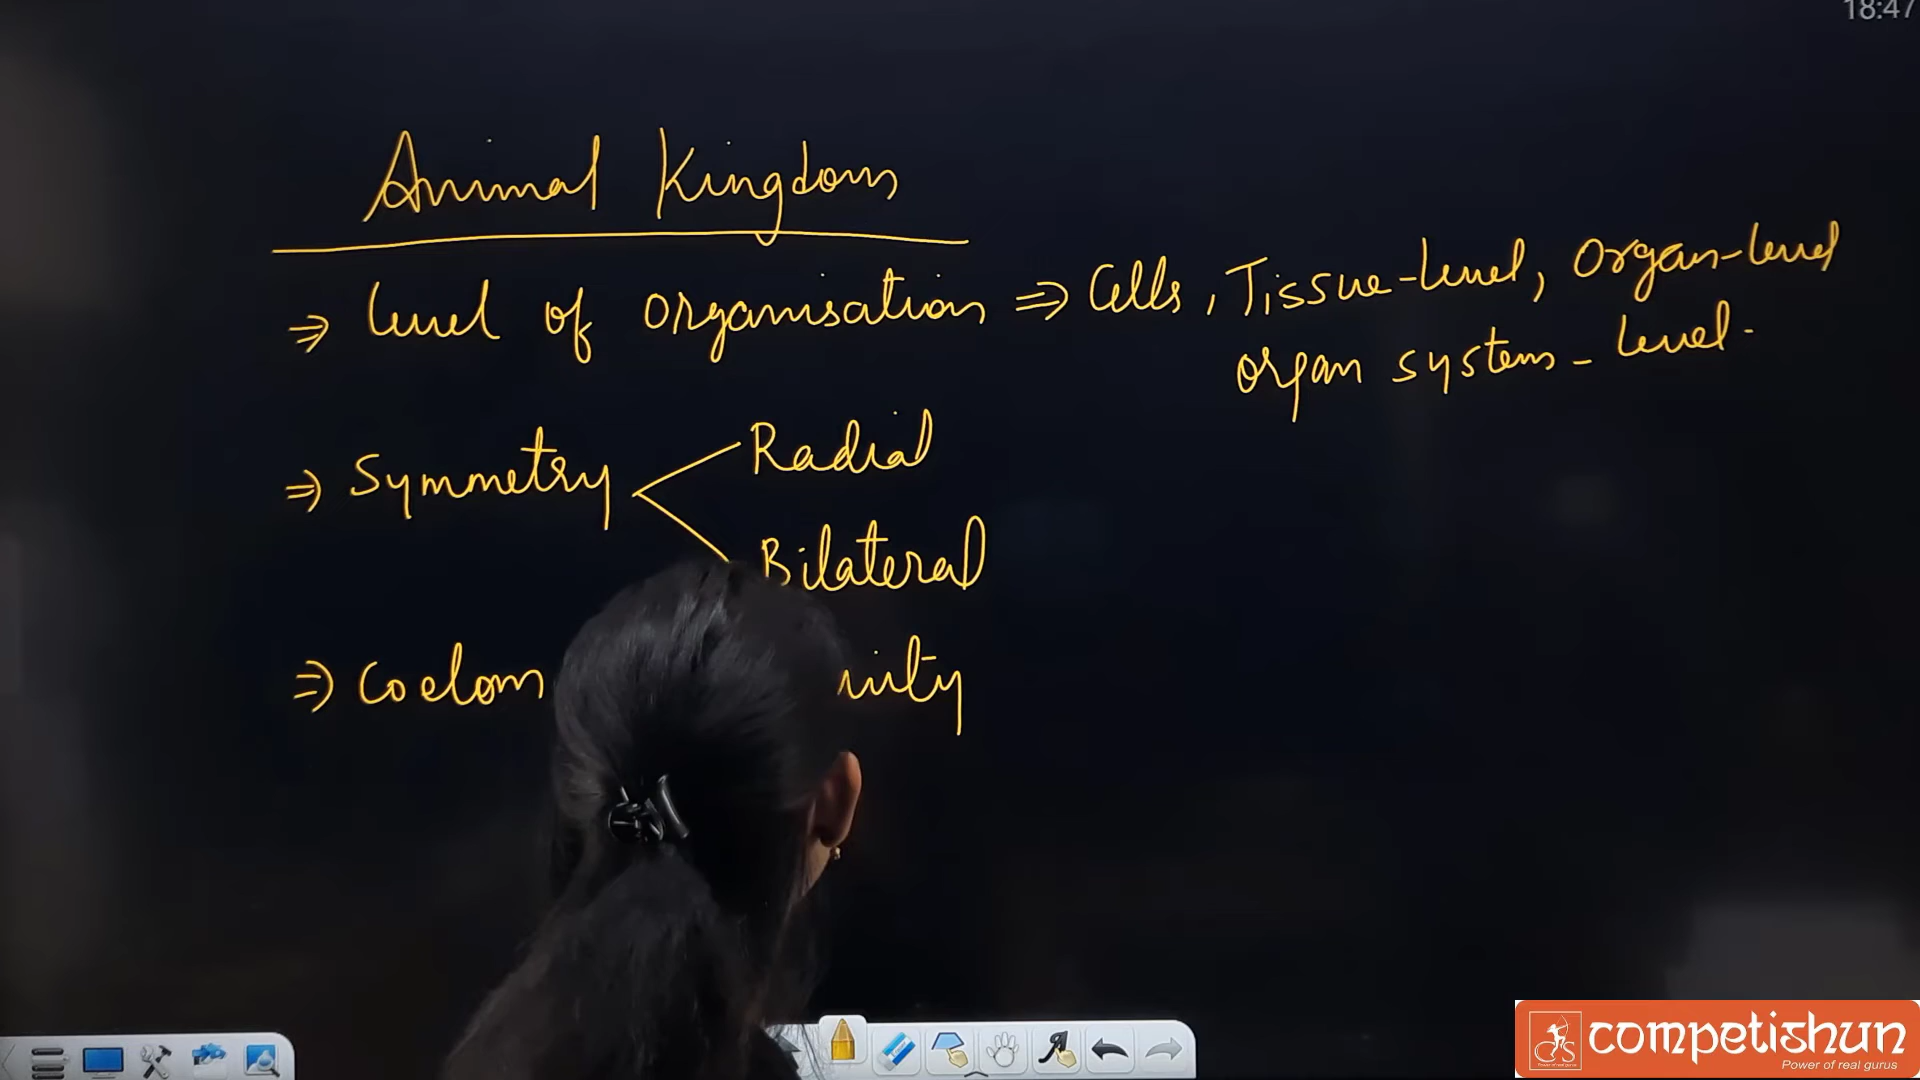 18:47
Animal Kingdom
⇒ level of organisation ⇒ Cells, Tissue-level, Organ-level
organ system - level.
⇒ Symmetry
Radial
Bilateral
⇒ Coelom
competishun
Power of real gurus